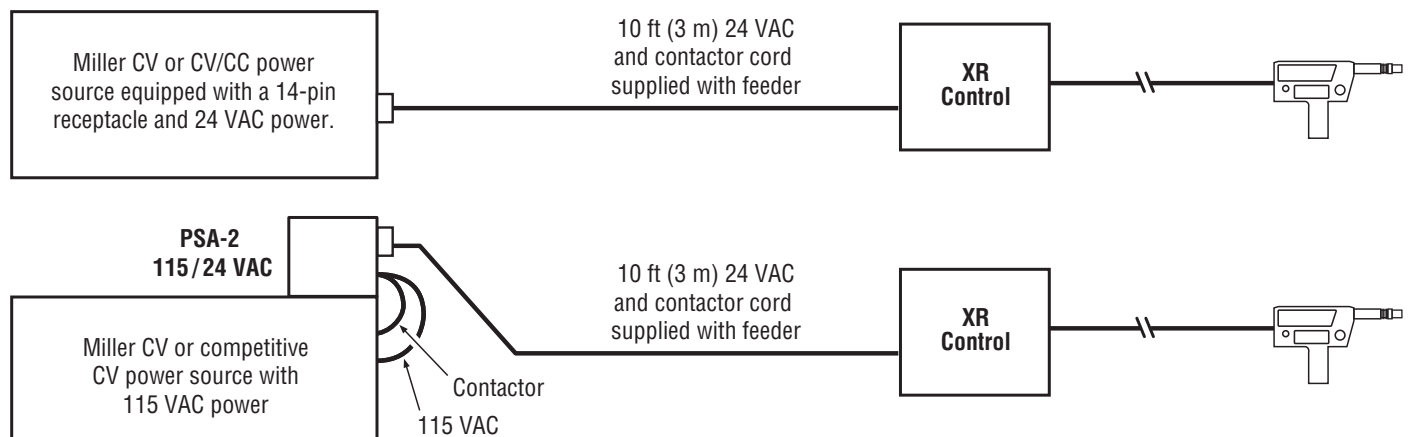 Miller CV or CV/CC power
source equipped with a 14-pin
receptacle and 24 VAC power.
10 ft (3 m) 24 VAC
and contactor cord
supplied with feeder
XR
Control
PSA-2
115/24 VAC
Miller CV or competitive
CV power source with
115 VAC power
Contactor
115 VAC
10 ft (3 m) 24 VAC
and contactor cord
supplied with feeder
XR
Control